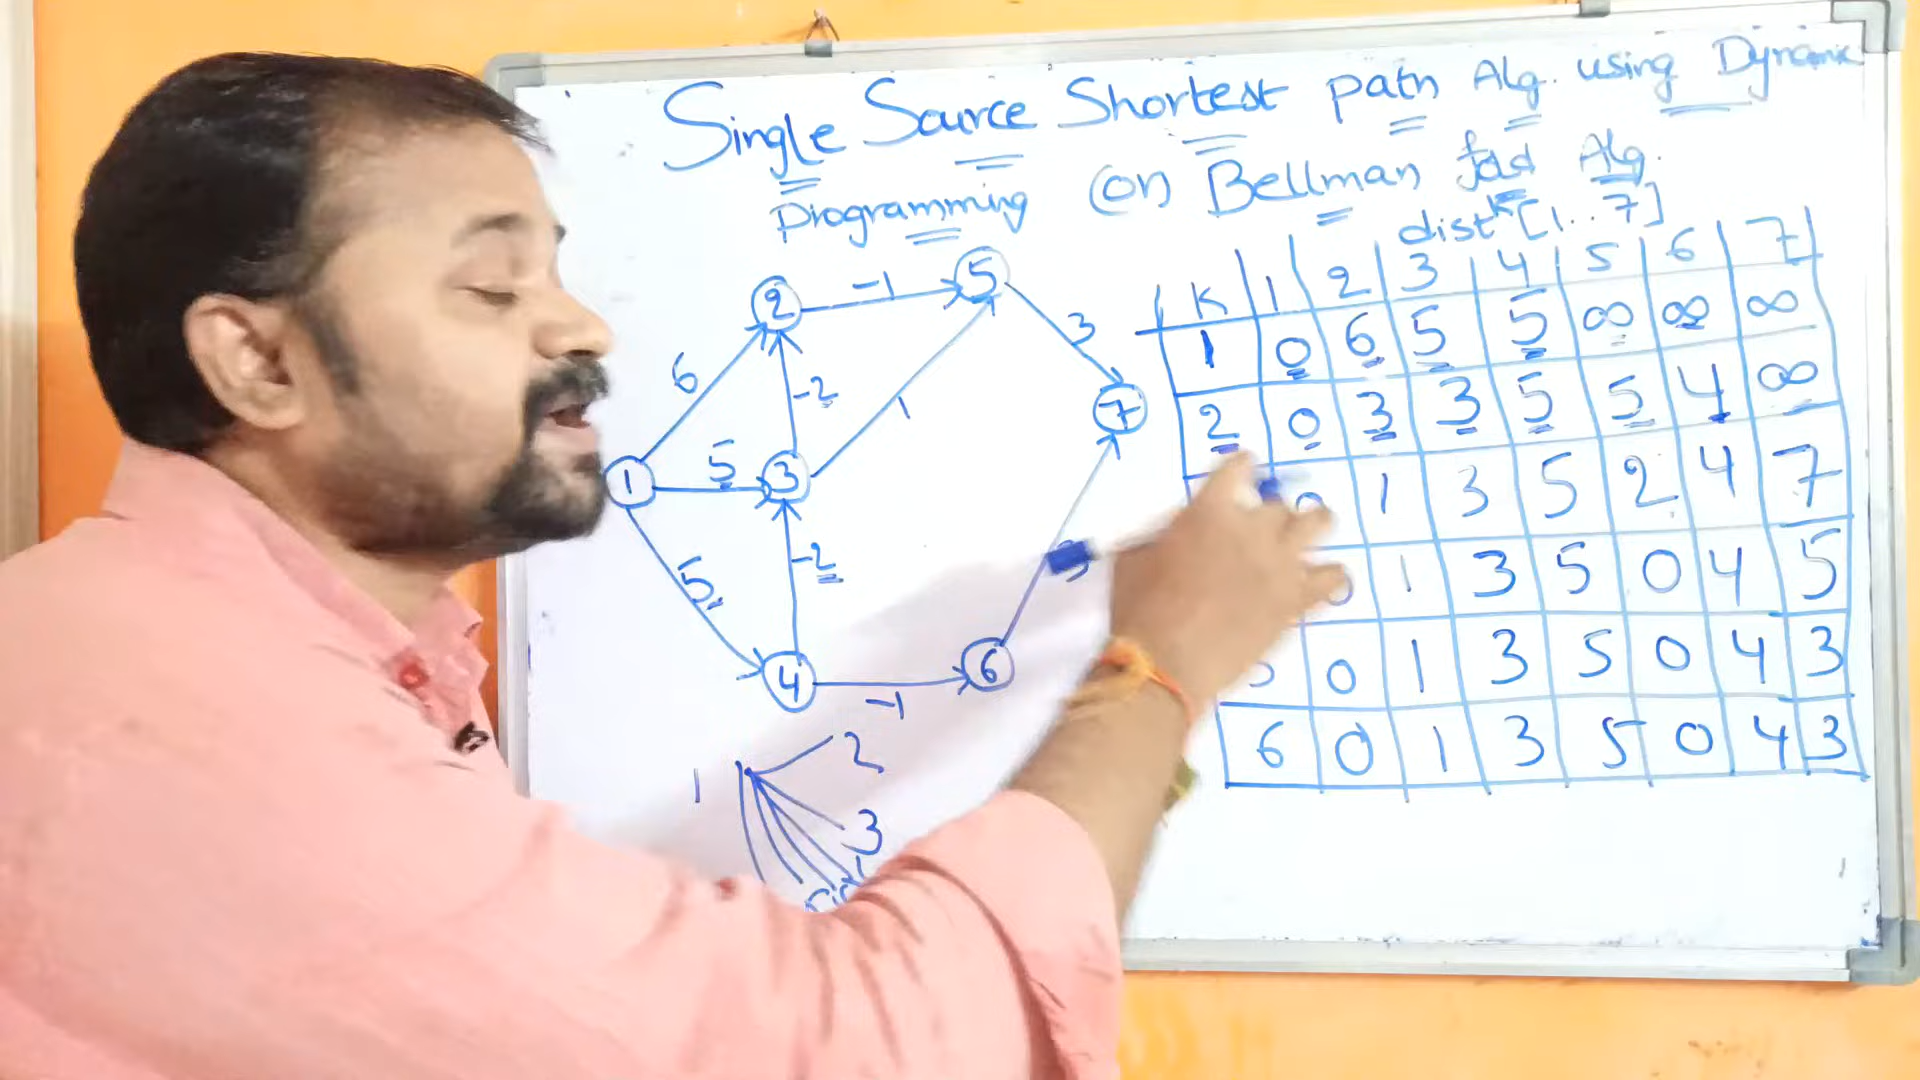 Single Source Shortest path Alg. using Dynamic
programming (or) Bellman ford Alg.
dist^k [1..7]
K 1 2 3 4 5 6 7
1 0 6 5 5 ∞ ∞ ∞
2 0 3 3 5 5 4 ∞
0 1 3 5 2 4 7
0 1 3 5 0 4 5
5 0 1 3 5 0 4 3
6 0 1 3 5 0 4 3
2 -1 5
6 -2 1 3
7
1 5 3
5 -2 3
4 -1 6
1 2
3